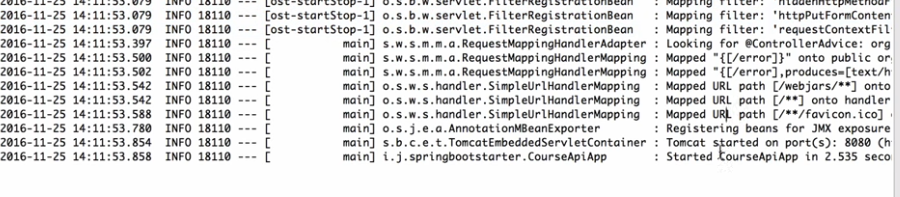 2016-11-25 14:11:53.079 INFO 18110 --- [ost-startStop-1] o.s.b.w.servlet.FilterRegistrationBean : Mapping filter: 'hiddenHttpMethod
2016-11-25 14:11:53.079 INFO 18110 --- [ost-startStop-1] o.s.b.w.servlet.FilterRegistrationBean : Mapping filter: 'httpPutFormConten
2016-11-25 14:11:53.079 INFO 18110 --- [ost-startStop-1] o.s.b.w.servlet.FilterRegistrationBean : Mapping filter: 'requestContextFil
2016-11-25 14:11:53.397 INFO 18110 --- [ main] s.w.s.m.m.a.RequestMappingHandlerAdapter : Looking for @ControllerAdvice: org
2016-11-25 14:11:53.500 INFO 18110 --- [ main] s.w.s.m.m.a.RequestMappingHandlerMapping : Mapped "{[/error]}" onto public or
2016-11-25 14:11:53.502 INFO 18110 --- [ main] s.w.s.m.m.a.RequestMappingHandlerMapping : Mapped "{[/error],produces=[text/h
2016-11-25 14:11:53.542 INFO 18110 --- [ main] o.s.w.s.handler.SimpleUrlHandlerMapping : Mapped URL path [/webjars/**] onto
2016-11-25 14:11:53.542 INFO 18110 --- [ main] o.s.w.s.handler.SimpleUrlHandlerMapping : Mapped URL path [/**] onto handler
2016-11-25 14:11:53.588 INFO 18110 --- [ main] o.s.w.s.handler.SimpleUrlHandlerMapping : Mapped URL path [/**/favicon.ico]
2016-11-25 14:11:53.780 INFO 18110 --- [ main] o.s.j.e.a.AnnotationMBeanExporter : Registering beans for JMX exposure
2016-11-25 14:11:53.854 INFO 18110 --- [ main] s.b.c.e.t.TomcatEmbeddedServletContainer : Tomcat started on port(s): 8080 (h
2016-11-25 14:11:53.858 INFO 18110 --- [ main] i.j.springbootstarter.CourseApiApp : Started CourseApiApp in 2.535 seco